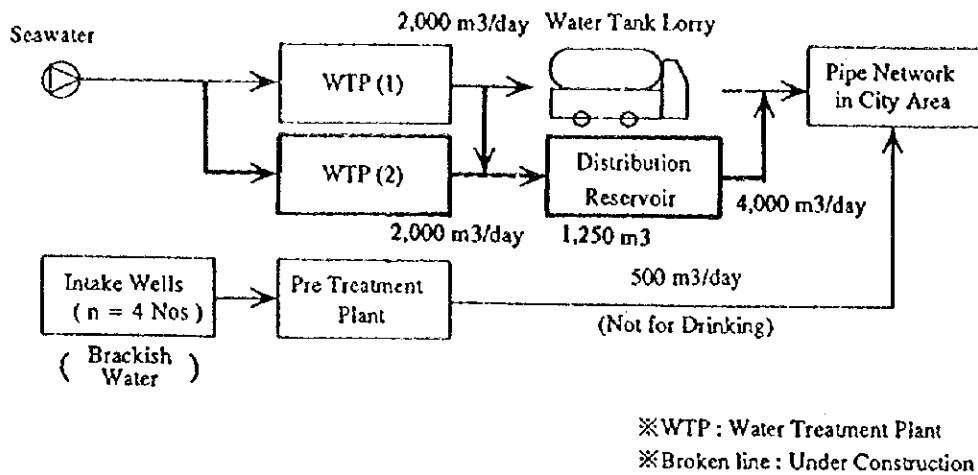 2,000 m3/day
Water Tank Lorry
Seawater
WTP (1)
Pipe Network
in City Area
WTP (2)
Distribution
Reservoir
4,000 m3/day
2,000 m3/day
1,250 m3
Intake Wells
( n = 4 Nos )
Pre Treatment
Plant
500 m3/day
(Not for Drinking)
( Brackish
Water )
※WTP : Water Treatment Plant
※Broken line : Under Construction